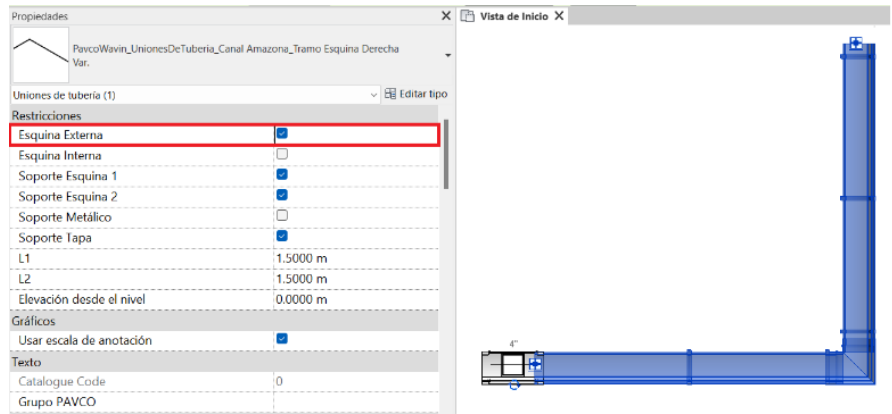 Propiedades
Vista de Inicio
PavcoWavin_UnionesDeTuberia_Canal Amazona_Tramo Esquina Derecha
Var.
Uniones de tubería (1) Editar tipo
Restricciones
Esquina Externa
Esquina Interna
Soporte Esquina 1
Soporte Esquina 2
Soporte Metálico
Soporte Tapa
L1 1.5000 m
L2 1.5000 m
Elevación desde el nivel 0.0000 m
Gráficos
Usar escala de anotación
Texto
Catalogue Code 0
Grupo PAVCO
4"